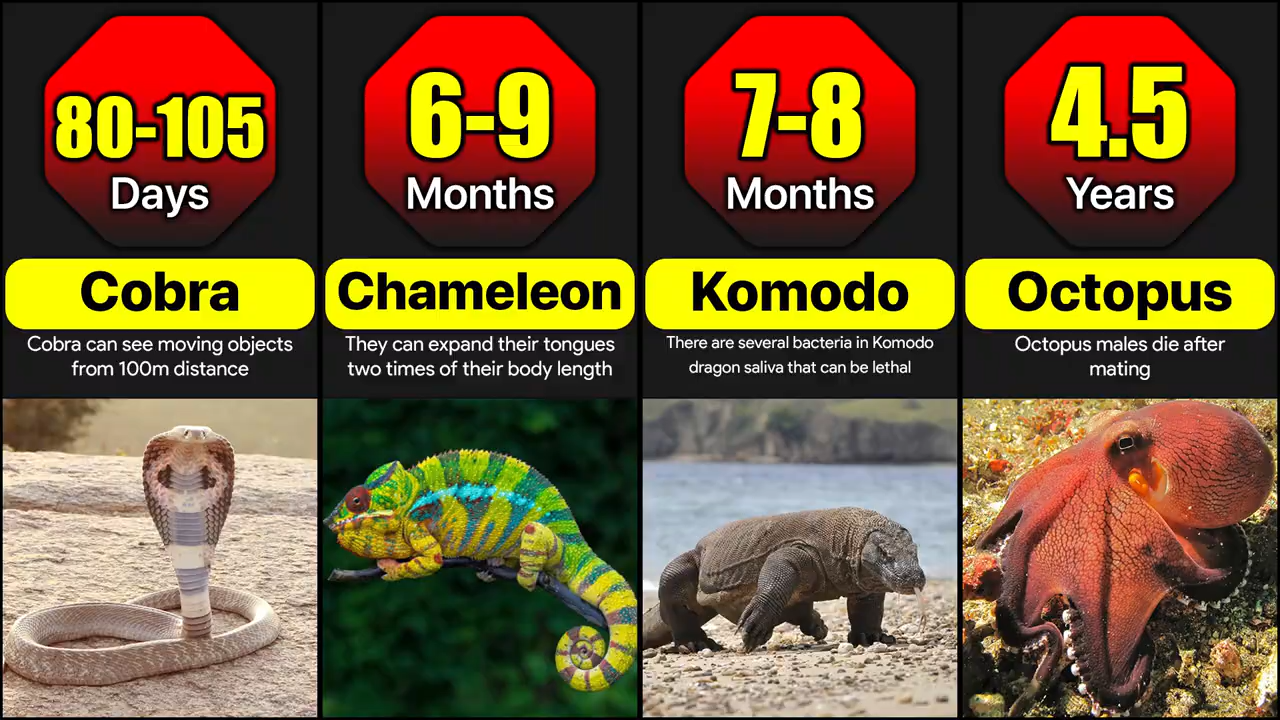 80-105
Days
Cobra
Cobra can see moving objects
from 100m distance
6-9
Months
Chameleon
They can expand their tongues
two times of their body length
7-8
Months
Komodo
There are several bacteria in Komodo
dragon saliva that can be lethal
4.5
Years
Octopus
Octopus males die after
mating